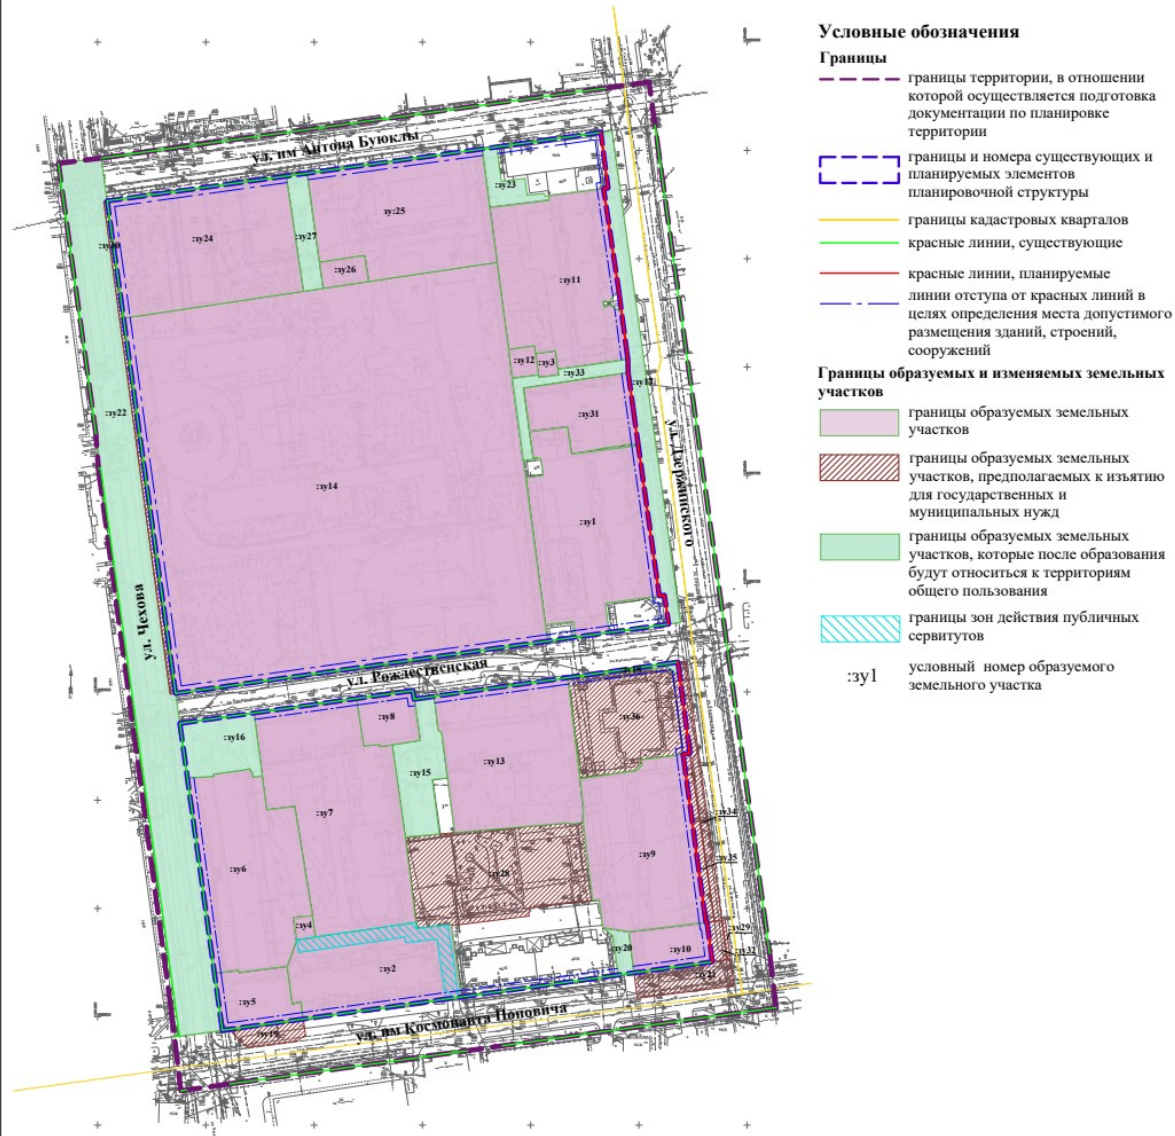 Условные обозначения
Границы
границы территории, в отношении
которой осуществляется подготовка
документации по планировке
территории
границы и номера существующих и
планируемых элементов
планировочной структуры
границы кадастровых кварталов
красные линии, существующие
красные линии, планируемые
линии отступа от красных линий в
целях определения места допустимого
размещения зданий, строений,
сооружений
Границы образуемых и изменяемых земельных
участков
границы образуемых земельных
участков
границы образуемых земельных
участков, предполагаемых к изъятию
для государственных и
муниципальных нужд
границы образуемых земельных
участков, которые после образования
будут относиться к территориям
общего пользования
границы зон действия публичных
сервитутов
:зу1
условный номер образуемого
земельного участка
ул. им Антона Буюклы
:зу23
:зу25
:зу24
:зу27
:зу26
:зу11
:зу12
:зу3
:зу33
:зу22
:зу31
ул. Дзержинского
:зу14
:зу1
ул. Чехова
ул. Рождественская
:зу8
:зу36
:зу16
:зу15
:зу13
:зу7
:зу34
:зу9
:зу35
:зу6
:зу28
:зу4
:зу29
:зу20
:зу10
:зу32
:зу2
:зу5
ул. им Космонавта Поповича